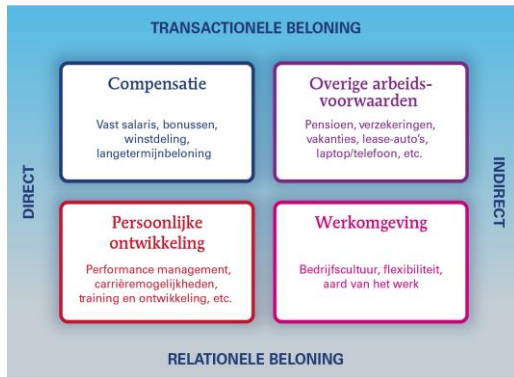 TRANSACTIONELE BELONING
Compensatie
Vast salaris, bonussen,
winstdeling,
langetermijnbeloning
Overige arbeids-
voorwaarden
Pensioen, verzekeringen,
vakanties, lease-auto's,
laptop/telefoon, etc.
DIRECT
INDIRECT
Persoonlijke
ontwikkeling
Performance management,
carrièremogelijkheden,
training en ontwikkeling, etc.
Werkomgeving
Bedrijfscultuur, flexibiliteit,
aard van het werk
RELATIONELE BELONING